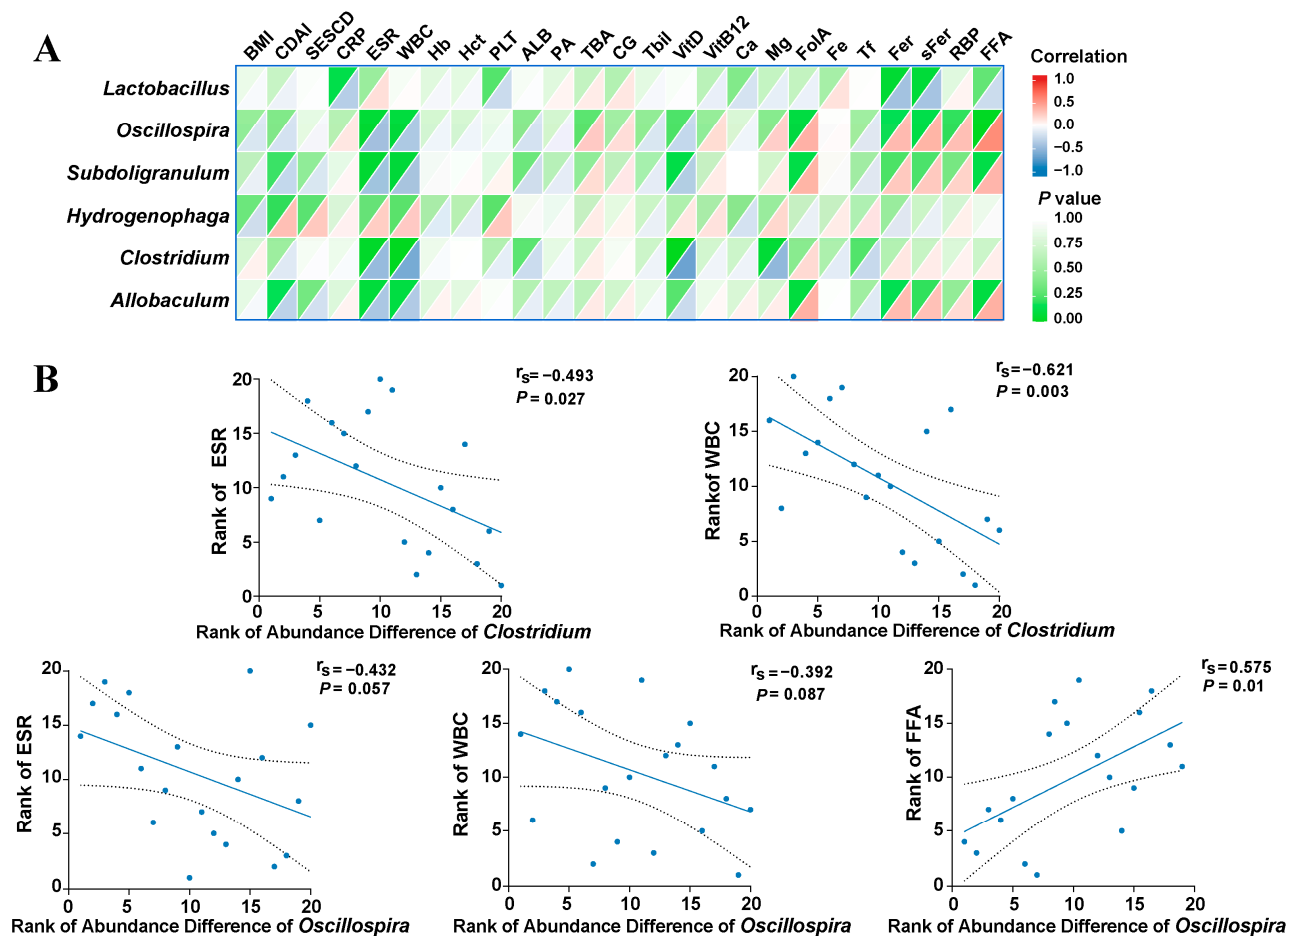 A
BMI CDAI SESCD CRP ESR WBC Hb Hct PLT ALB PA TBA CG Tbil VitD VitB12 Ca Mg FolA Fe Tf Fer sFer RBP FFA
Lactobacillus
Oscillospira
Subdoligranulum
Hydrogenophaga
Clostridium
Allobaculum
Correlation
1.0
0.5
0.0
−0.5
−1.0
P value
1.00
0.75
0.50
0.25
0.00
B
rS=−0.493
P = 0.027
Rank of ESR
20
15
10
5
0
0 5 10 15 20
Rank of Abundance Difference of Clostridium
rS=−0.621
P = 0.003
Rankof WBC
20
15
10
5
0
0 5 10 15 20
Rank of Abundance Difference of Clostridium
rS=−0.432
P = 0.057
Rank of ESR
20
15
10
5
0
0 5 10 15 20
Rank of Abundance Difference of Oscillospira
rS=−0.392
P = 0.087
Rank of WBC
20
15
10
5
0
0 5 10 15 20
Rank of Abundance Difference of Oscillospira
rS=0.575
P = 0.01
Rank of FFA
20
15
10
5
0
0 5 10 15 20
Rank of Abundance Difference of Oscillospira